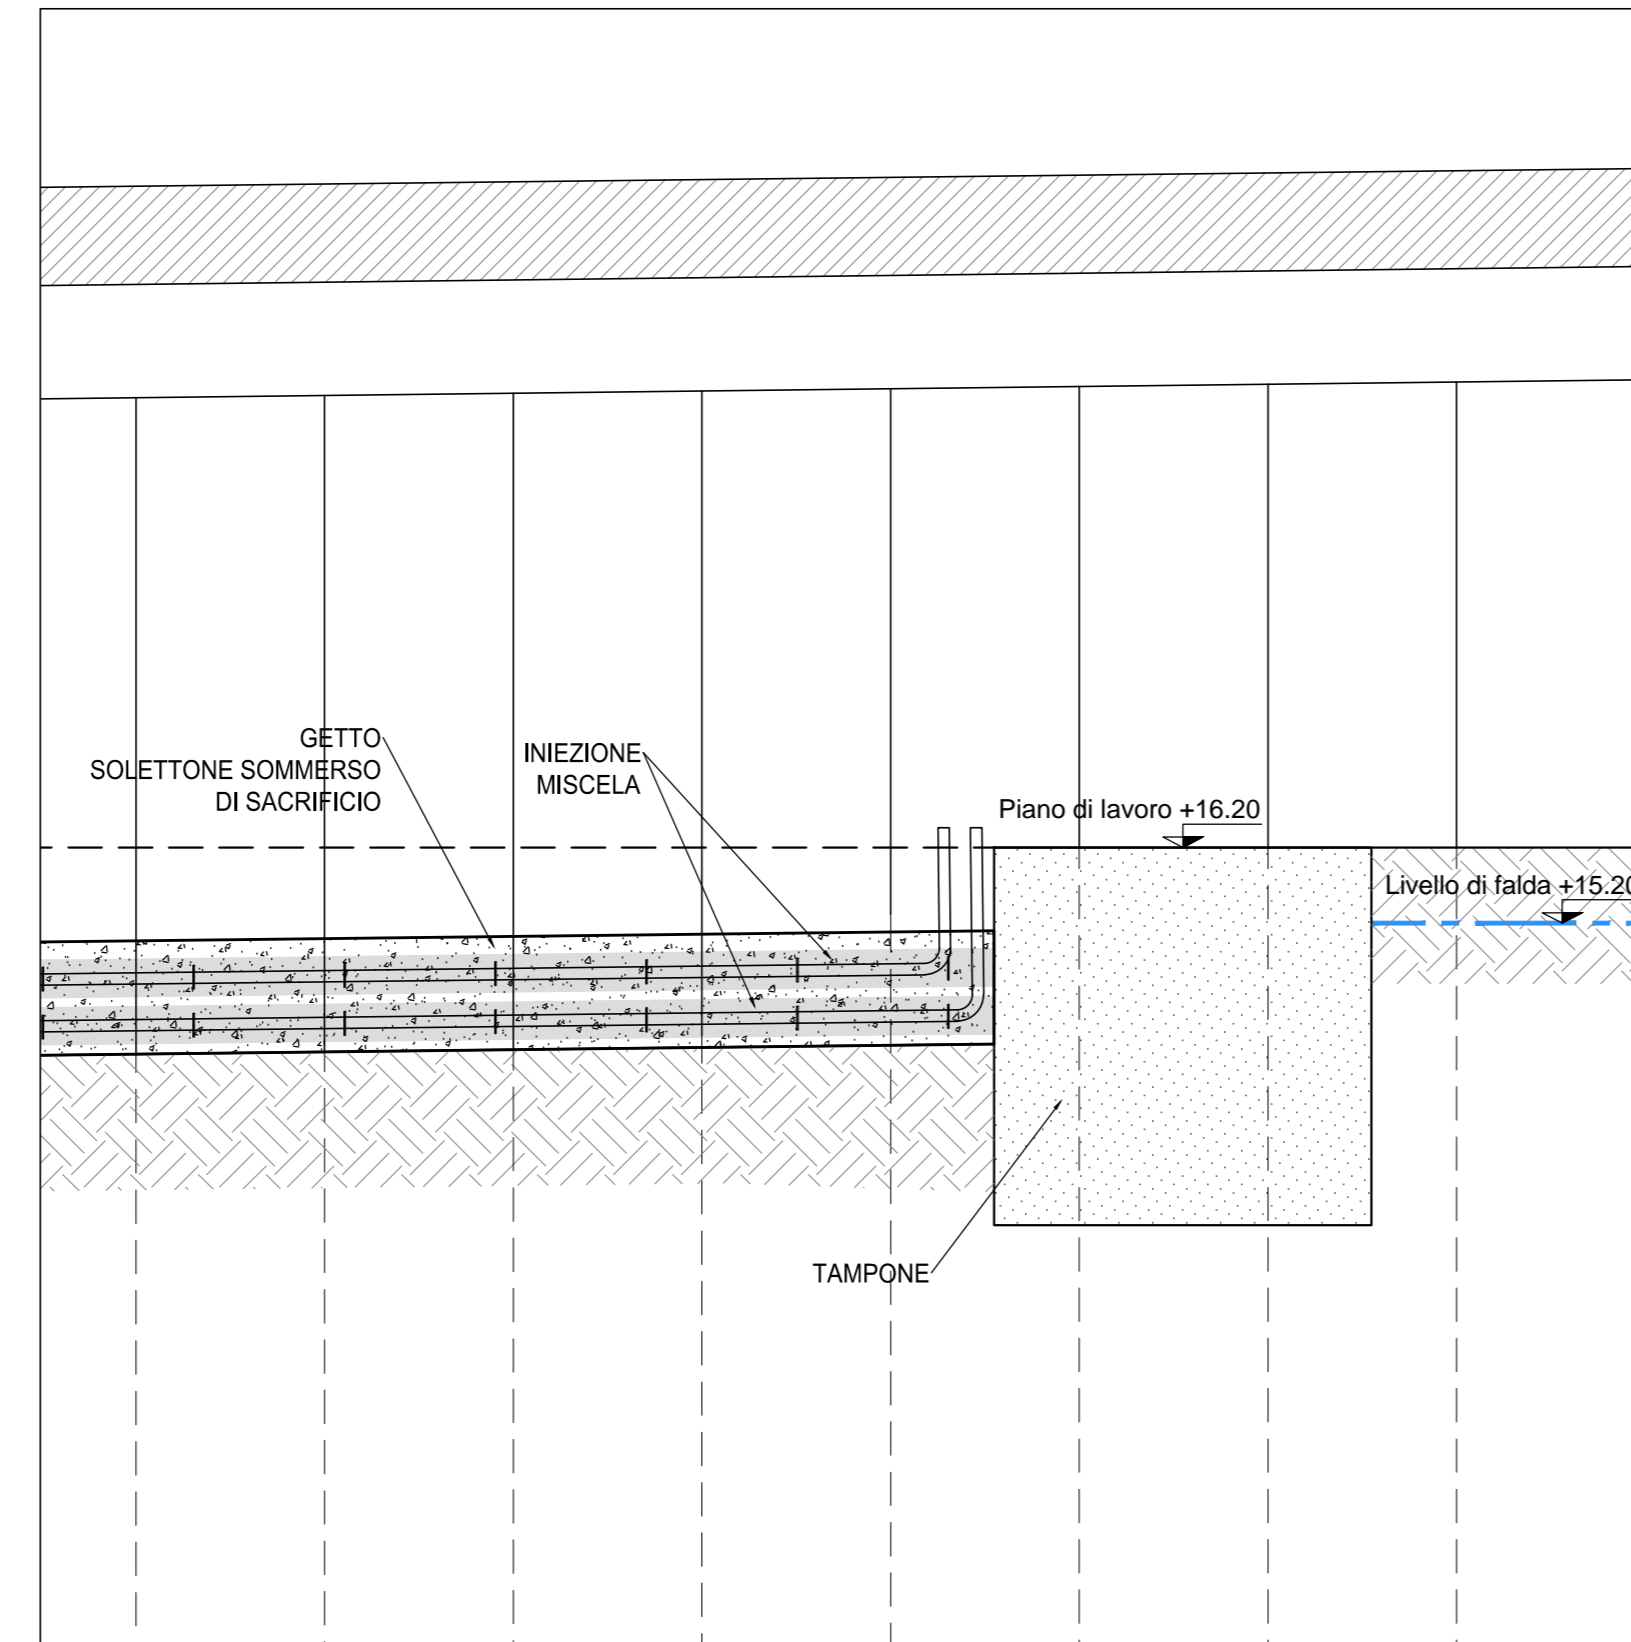 GETTO
SOLETTONE SOMMERSO
DI SACRIFICIO
INIEZIONE
MISCELA
Piano di lavoro +16.20
Livello di falda +15.20
TAMPONE